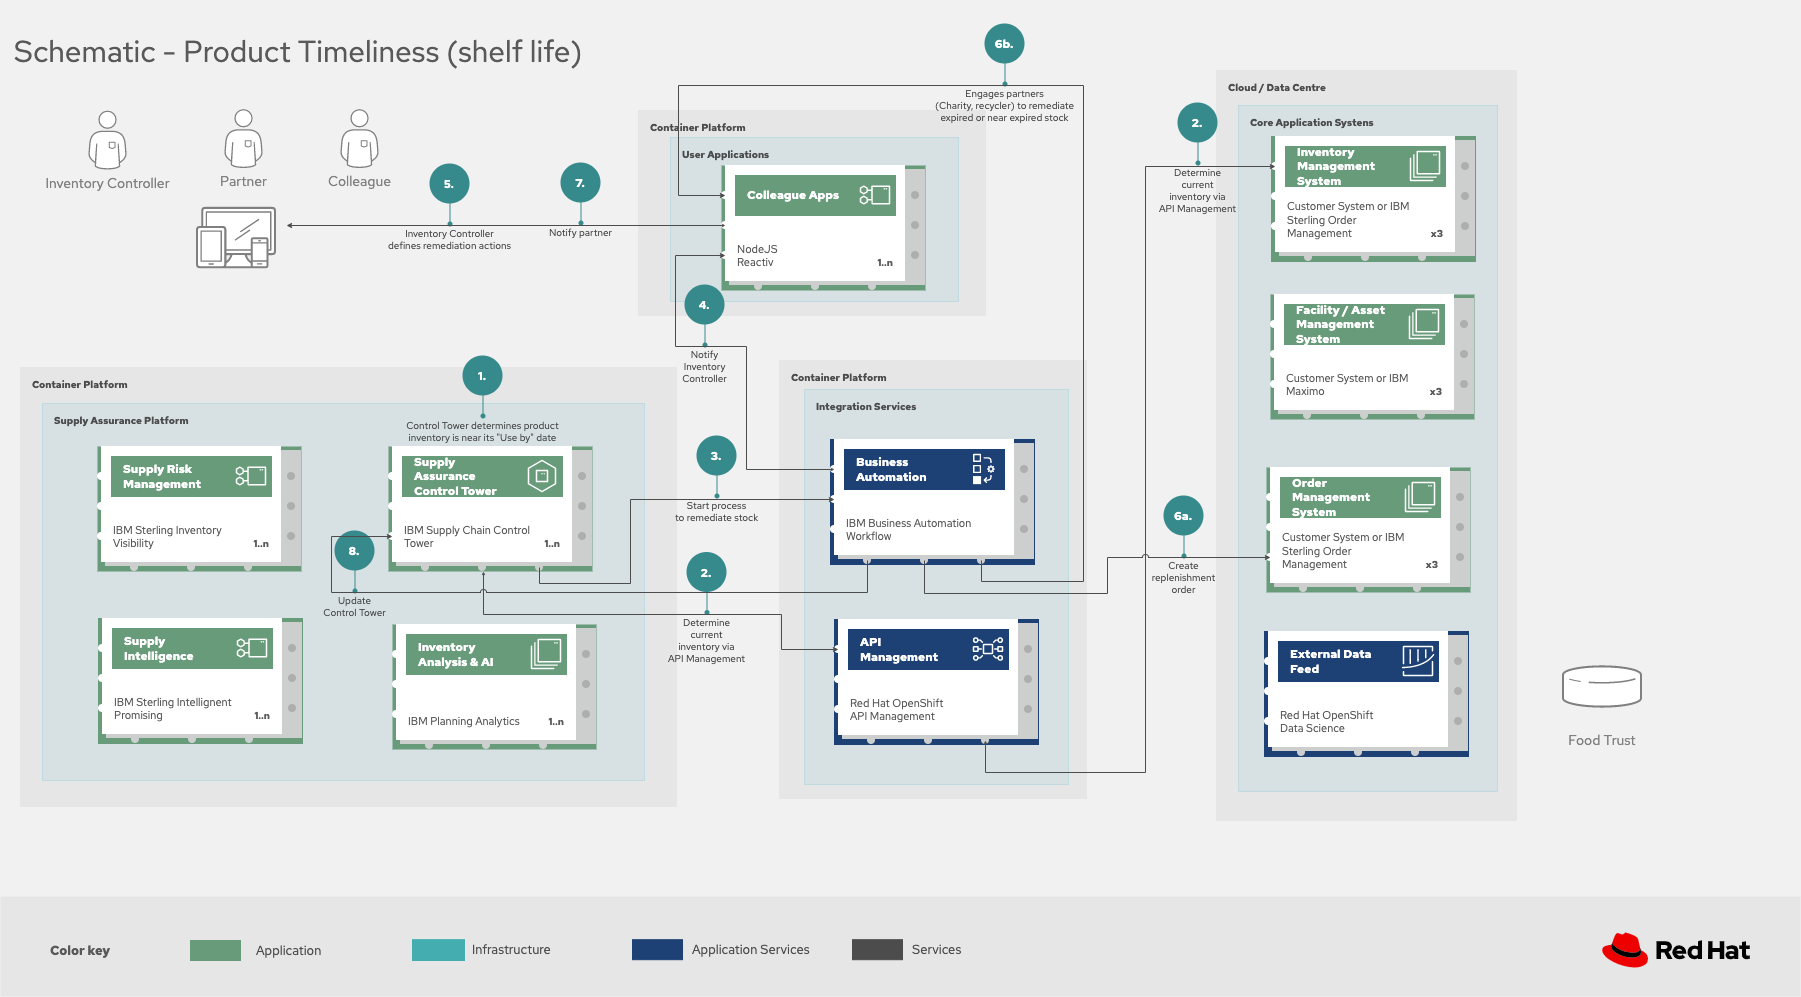 Schematic - Product Timeliness (shelf life)
6b.
Engages partners
(Charity, recycler) to remediate
expired or near expired stock
Inventory Controller
Partner
Colleague
5.
Inventory Controller
defines remediation actions
7.
Notify partner
Container Platform
User Applications
Colleague Apps
NodeJS
Reactiv
1..n
4.
Notify
Inventory
Controller
2.
Determine
current
inventory via
API Management
Cloud / Data Centre
Core Application Systens
Inventory
Management
System
Customer System or IBM
Sterling Order
Management
x3
Facility / Asset
Management
System
Customer System or IBM
Maximo
x3
Order
Management
System
Customer System or IBM
Sterling Order
Management
x3
External Data
Feed
Red Hat OpenShift
Data Science
Food Trust
Container Platform
Supply Assurance Platform
1.
Control Tower determines product
inventory is near its "Use by" date
Supply Risk
Management
IBM Sterling Inventory
Visibility
1..n
Supply
Assurance
Control Tower
IBM Supply Chain Control
Tower
1..n
8.
Update
Control Tower
Supply
Intelligence
IBM Sterling Intellignent
Promising
1..n
Inventory
Analysis & AI
IBM Planning Analytics
1..n
3.
Start process
to remediate stock
2.
Determine
current
inventory via
API Management
Container Platform
Integration Services
Business
Automation
IBM Business Automation
Workflow
API
Management
Red Hat OpenShift
API Management
6a.
Create
replenishment
order
Color key
Application
Infrastructure
Application Services
Services
Red Hat